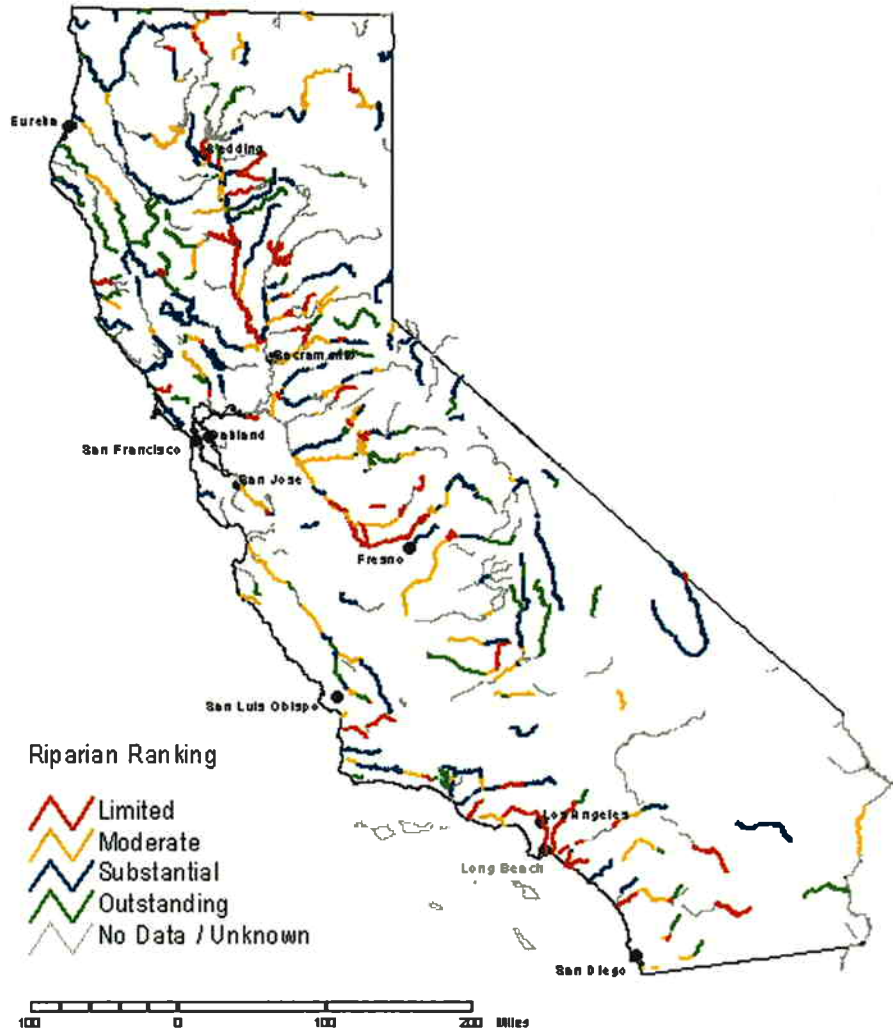 Eureka
Redding
Sacramento
Oakland
San Francisco
San Jose
Fresno
San Luis Obispo
Los Angeles
Long Beach
San Diego
Riparian Ranking
Limited
Moderate
Substantial
Outstanding
No Data / Unknown
100 0 100 200 Miles